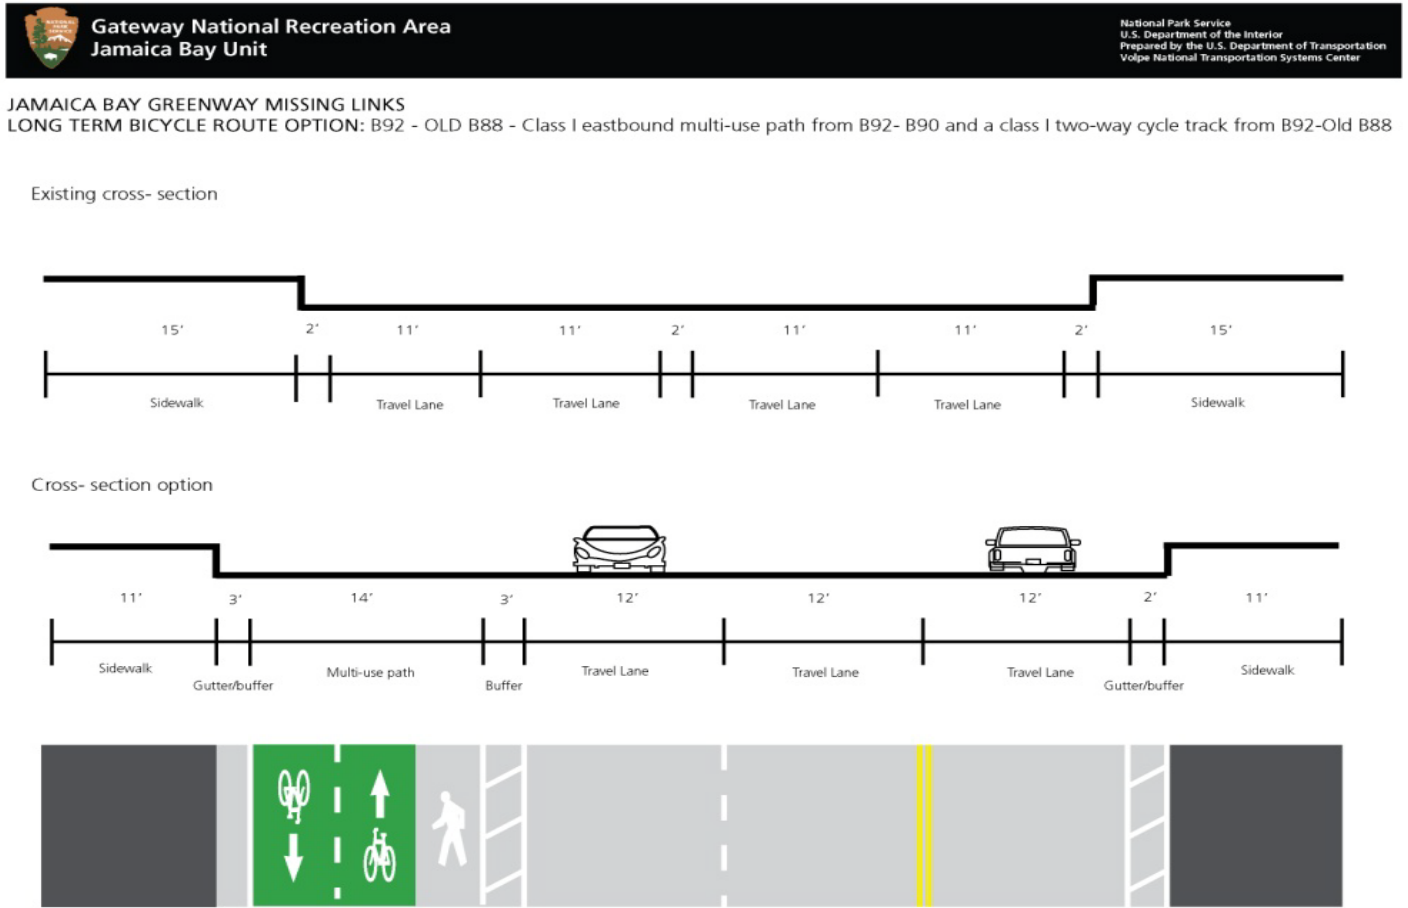 NATIONAL
PARK
SERVICE
Gateway National Recreation Area
Jamaica Bay Unit
National Park Service
U.S. Department of the Interior
Prepared by the U.S. Department of Transportation
Volpe National Transportation Systems Center
JAMAICA BAY GREENWAY MISSING LINKS
LONG TERM BICYCLE ROUTE OPTION: B92 - OLD B88 - Class I eastbound multi-use path from B92- B90 and a class I two-way cycle track from B92-Old B88
Existing cross- section
15' 2' 11' 11' 2' 11' 11' 2' 15'
Sidewalk Travel Lane Travel Lane Travel Lane Travel Lane Sidewalk
Cross- section option
11' 3' 14' 3' 12' 12' 12' 2' 11'
Sidewalk Gutter/buffer Multi-use path Buffer Travel Lane Travel Lane Travel Lane Gutter/buffer Sidewalk